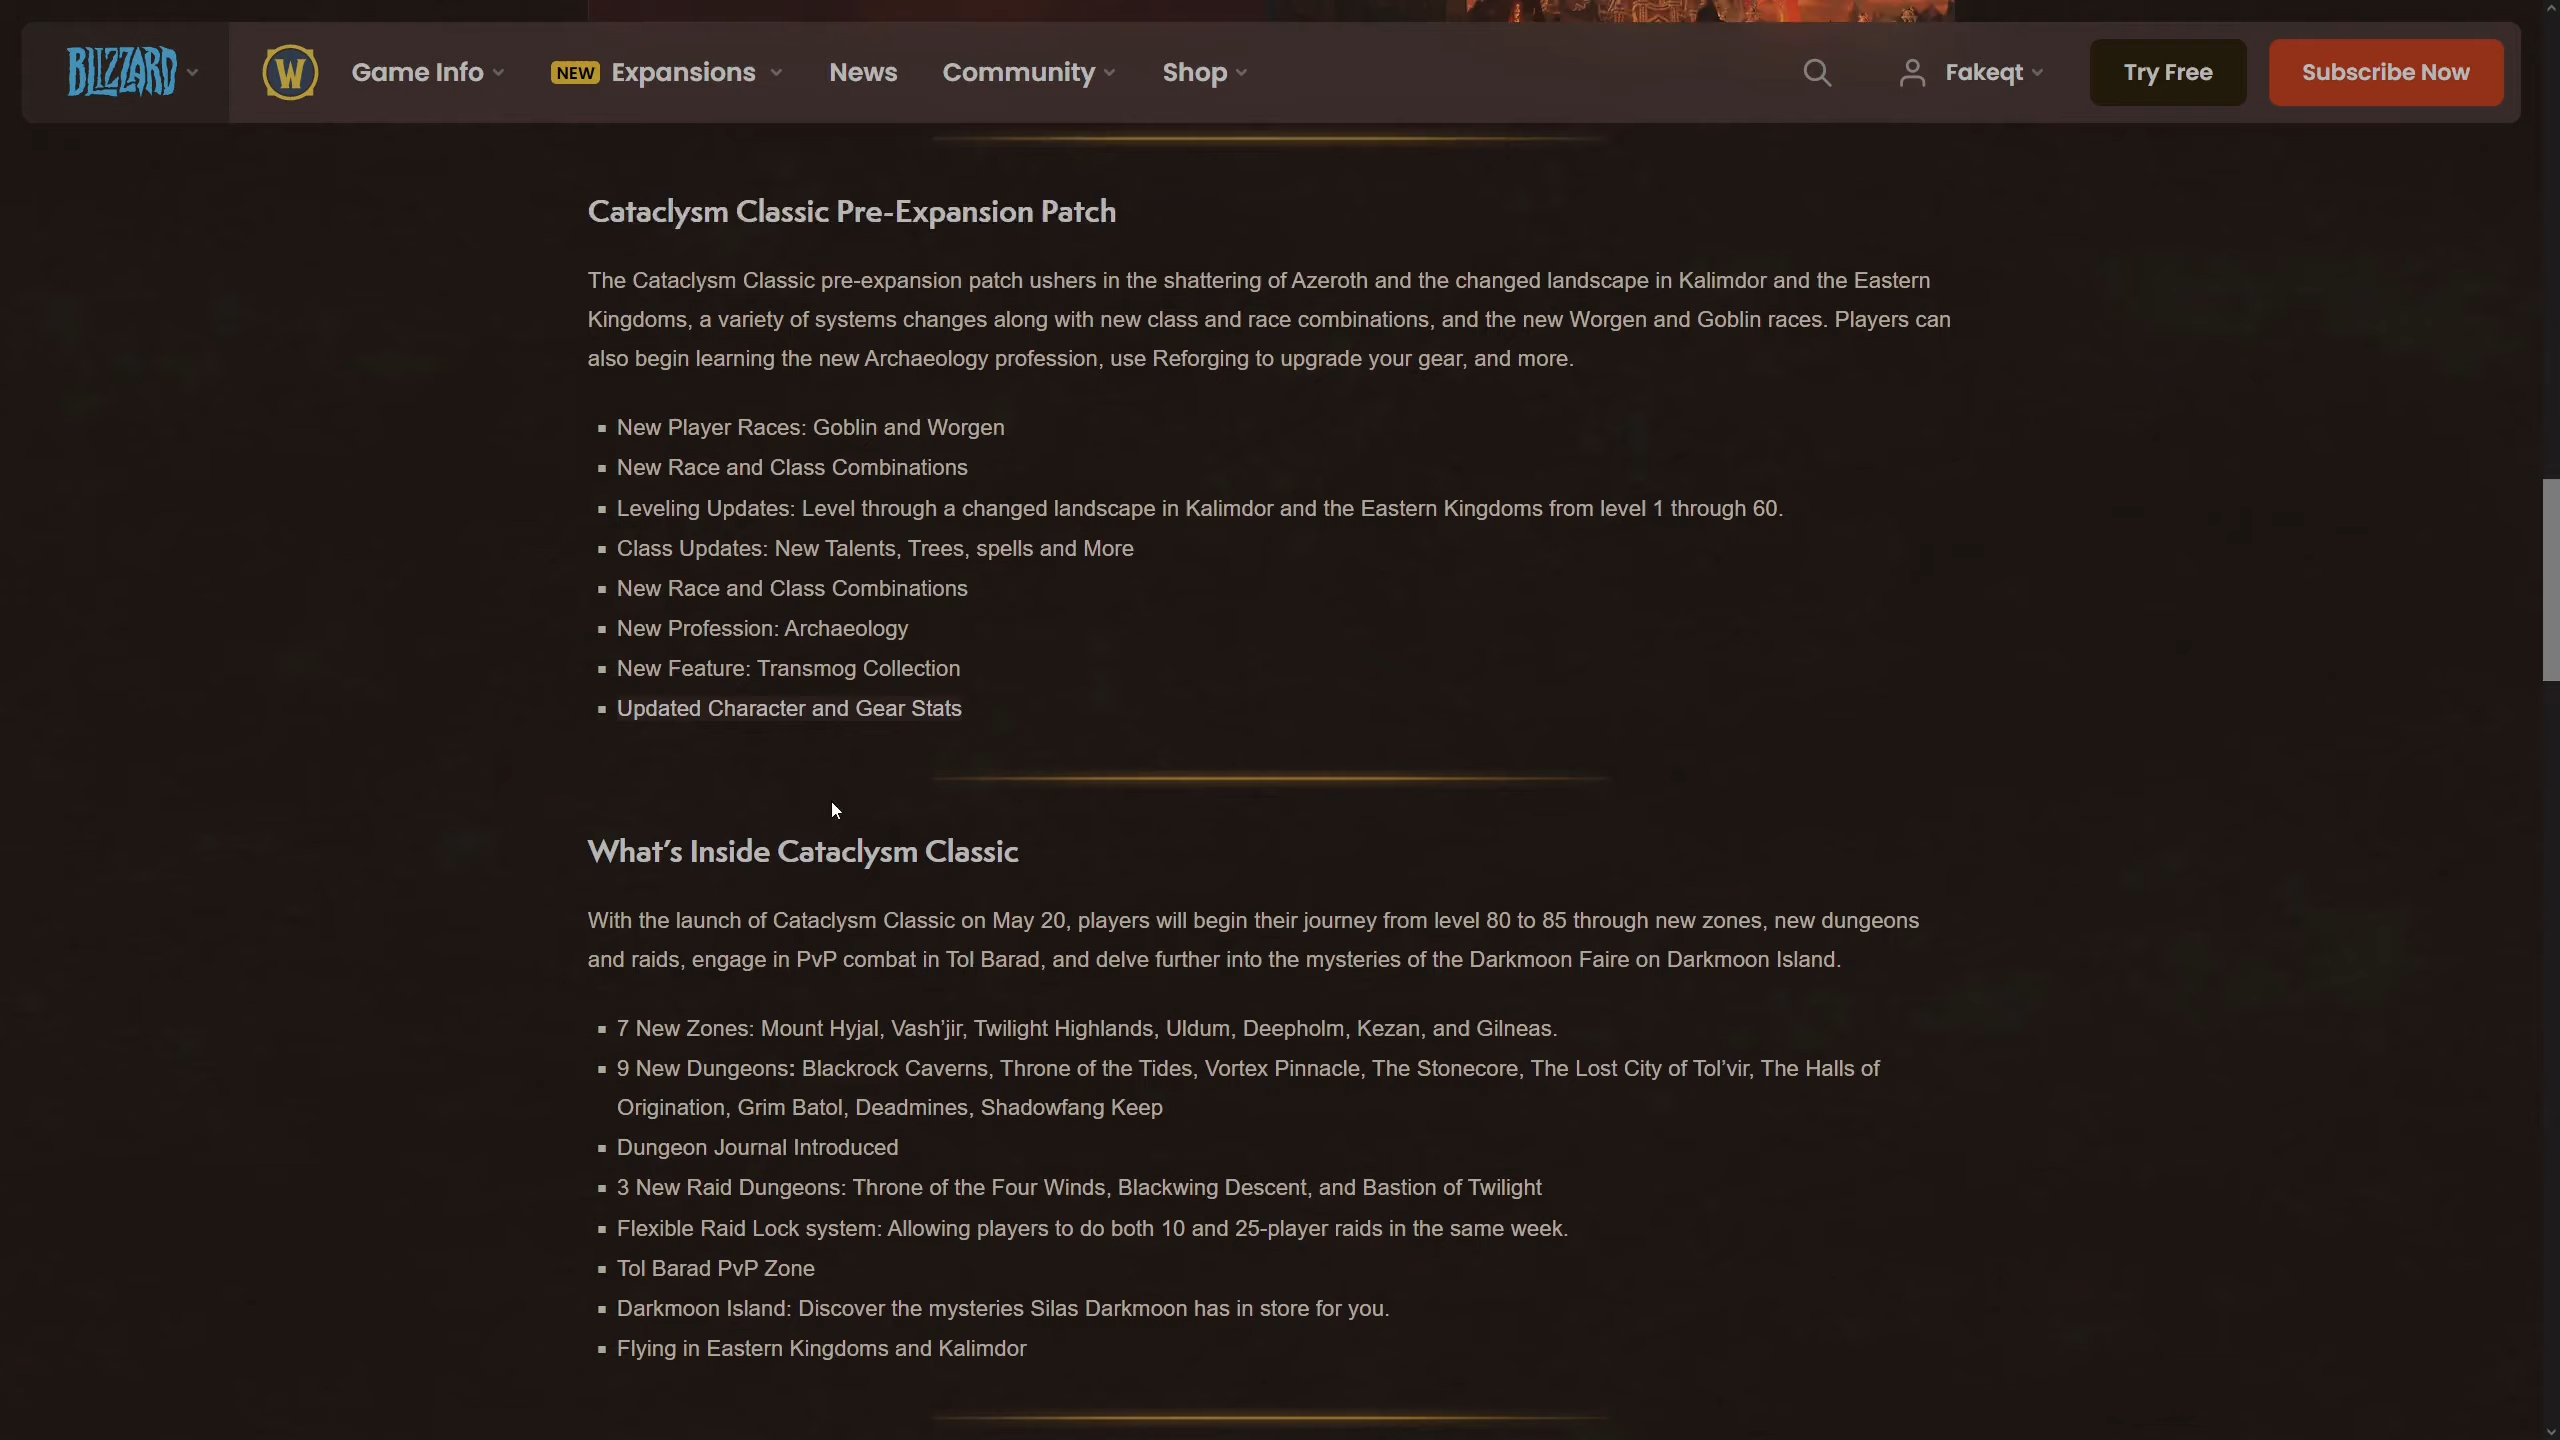 BLIZZARD
W
Game Info
NEW
Expansions
News
Community
Shop
Fakeqt
Try Free
Subscribe Now
Cataclysm Classic Pre-Expansion Patch
The Cataclysm Classic pre-expansion patch ushers in the shattering of Azeroth and the changed landscape in Kalimdor and the Eastern
Kingdoms, a variety of systems changes along with new class and race combinations, and the new Worgen and Goblin races. Players can
also begin learning the new Archaeology profession, use Reforging to upgrade your gear, and more.
▪ New Player Races: Goblin and Worgen
▪ New Race and Class Combinations
▪ Leveling Updates: Level through a changed landscape in Kalimdor and the Eastern Kingdoms from level 1 through 60.
▪ Class Updates: New Talents, Trees, spells and More
▪ New Race and Class Combinations
▪ New Profession: Archaeology
▪ New Feature: Transmog Collection
▪ Updated Character and Gear Stats
What's Inside Cataclysm Classic
With the launch of Cataclysm Classic on May 20, players will begin their journey from level 80 to 85 through new zones, new dungeons
and raids, engage in PvP combat in Tol Barad, and delve further into the mysteries of the Darkmoon Faire on Darkmoon Island.
▪ 7 New Zones: Mount Hyjal, Vash'jir, Twilight Highlands, Uldum, Deepholm, Kezan, and Gilneas.
▪ 9 New Dungeons: Blackrock Caverns, Throne of the Tides, Vortex Pinnacle, The Stonecore, The Lost City of Tol'vir, The Halls of
Origination, Grim Batol, Deadmines, Shadowfang Keep
▪ Dungeon Journal Introduced
▪ 3 New Raid Dungeons: Throne of the Four Winds, Blackwing Descent, and Bastion of Twilight
▪ Flexible Raid Lock system: Allowing players to do both 10 and 25-player raids in the same week.
▪ Tol Barad PvP Zone
▪ Darkmoon Island: Discover the mysteries Silas Darkmoon has in store for you.
▪ Flying in Eastern Kingdoms and Kalimdor